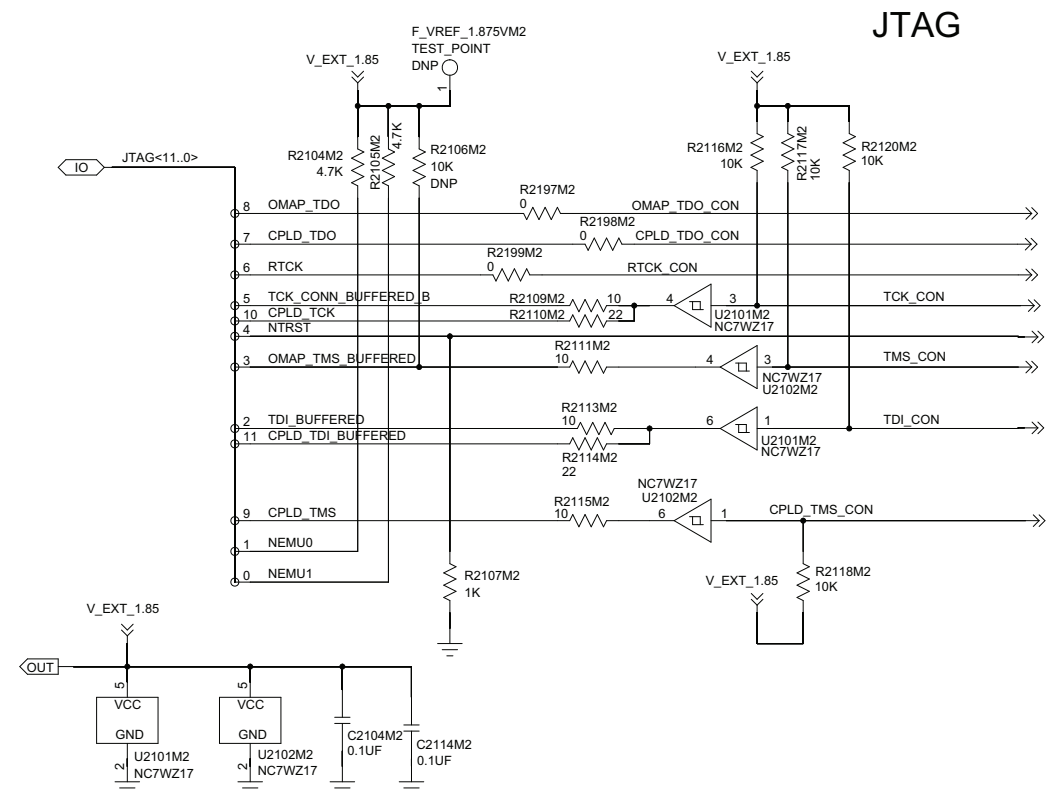 JTAG
F_VREF_1.875VM2
TEST_POINT
DNP
1
V_EXT_1.85
V_EXT_1.85
R2104M2
4.7K
R2105M2
4.7K
R2106M2
10K
DNP
R2116M2
10K
R2117M2
10K
R2120M2
10K
IO
JTAG<11..0>
8 OMAP_TDO
R2197M2
0
OMAP_TDO_CON
7 CPLD_TDO
R2198M2
0
CPLD_TDO_CON
6 RTCK
R2199M2
0
RTCK_CON
5 TCK_CONN_BUFFERED_B
R2109M2 10
4
3
TCK_CON
10 CPLD_TCK
R2110M2 22
U2101M2
NC7WZ17
4 NTRST
3 OMAP_TMS_BUFFERED
R2111M2
10
4
3
TMS_CON
NC7WZ17
U2102M2
2 TDI_BUFFERED
R2113M2
10
6
1
TDI_CON
11 CPLD_TDI_BUFFERED
R2114M2
22
U2101M2
NC7WZ17
NC7WZ17
U2102M2
9 CPLD_TMS
R2115M2
10
6
1
CPLD_TMS_CON
1 NEMU0
0 NEMU1
R2107M2
1K
V_EXT_1.85
R2118M2
10K
V_EXT_1.85
OUT
5
VCC
GND
2
U2101M2
NC7WZ17
5
VCC
GND
2
U2102M2
NC7WZ17
C2104M2
0.1UF
C2114M2
0.1UF